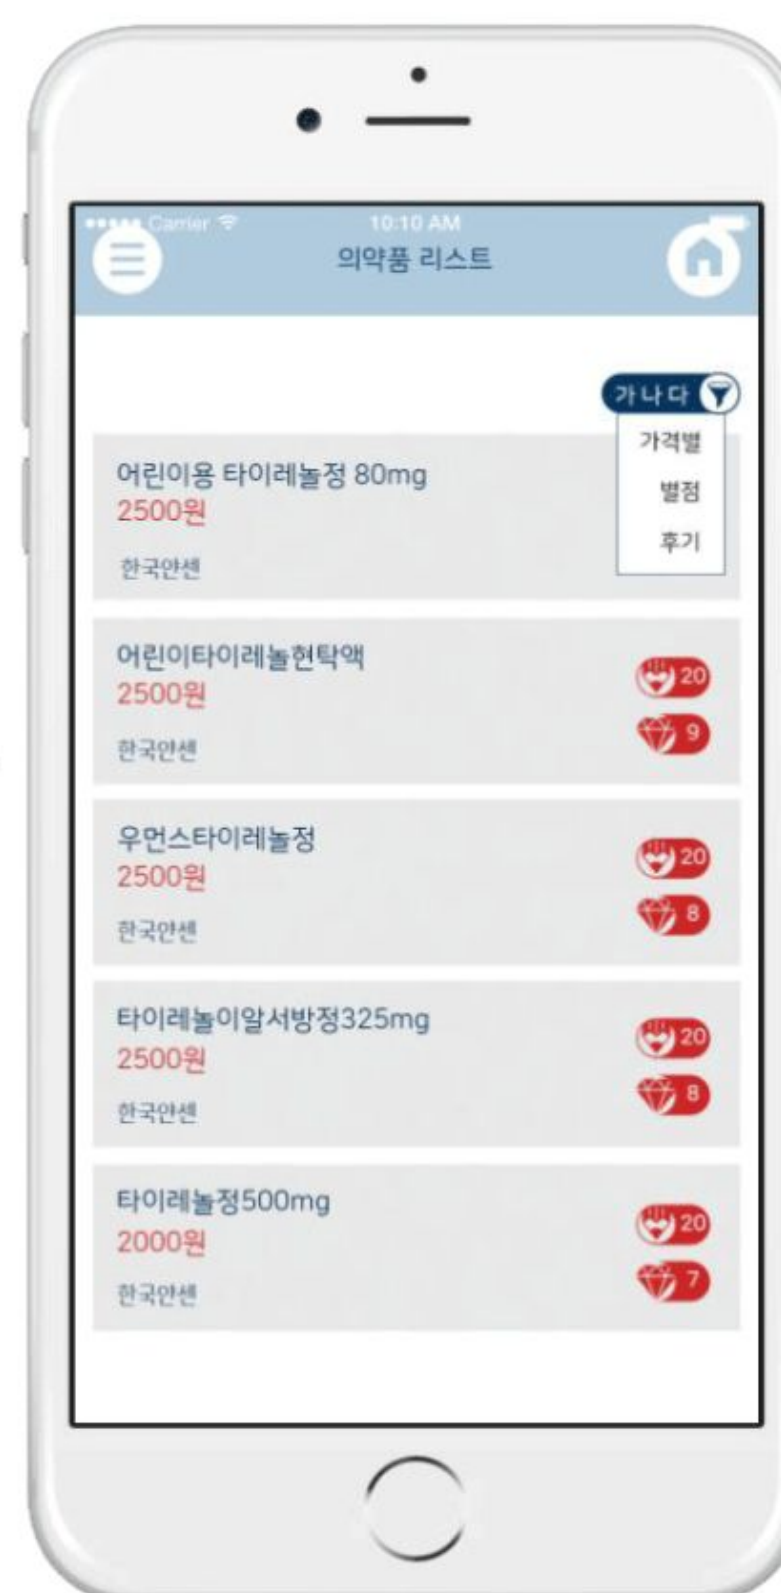 Carrier
10:10 AM
의약품 리스트
가나다
가격별
별점
후기
어린이용 타이레놀정 80mg
2500원
한국얀센
어린이타이레놀현탁액
2500원
한국얀센
20
9
우먼스타이레놀정
2500원
한국얀센
20
8
타이레놀이알서방정325mg
2500원
한국얀센
20
8
타이레놀정500mg
2000원
한국얀센
20
7